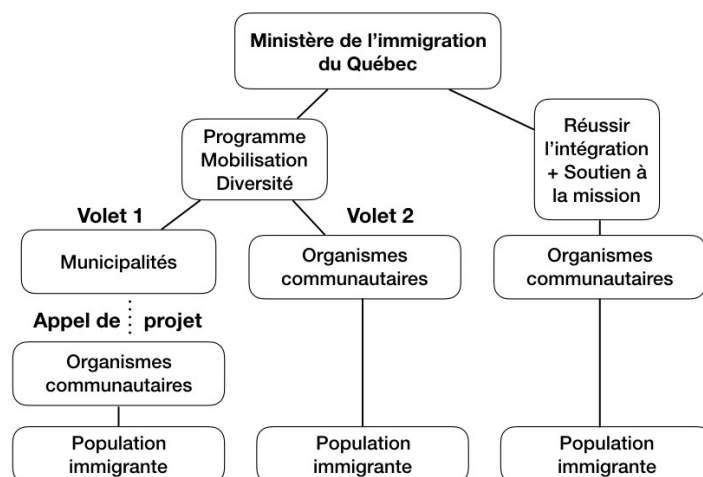 Ministère de l’immigration
du Québec
Programme
Mobilisation
Diversité
Réussir
l’intégration
+ Soutien à
la mission
Volet 1
Volet 2
Municipalités
Organismes
communautaires
Organismes
communautaires
Appel de projet
Organismes
communautaires
Population
immigrante
Population
immigrante
Population
immigrante